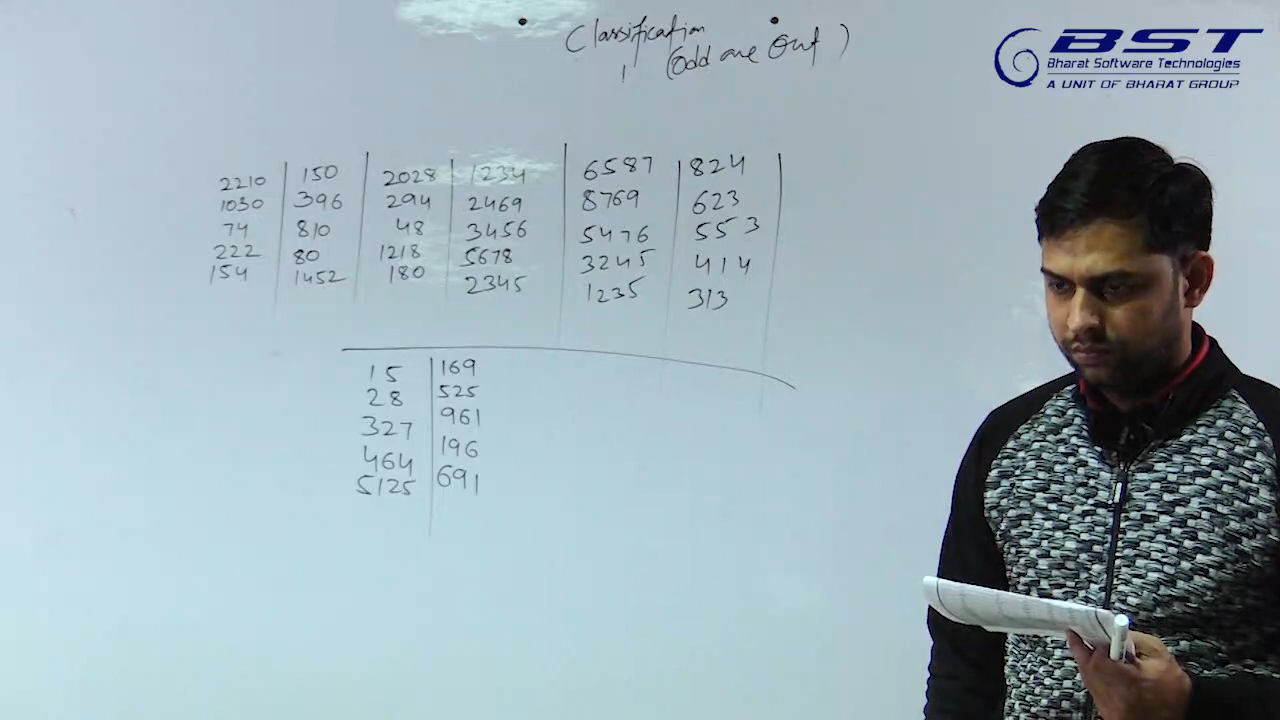 Classification
(Odd one Out)
BST
Bharat Software Technologies
A UNIT OF BHARAT GROUP
2210 150 2028 1234 6587 824
1030 396 294 2469 8769 623
74 810 48 3456 5476 553
222 80 1218 5678 3245 414
154 1452 180 2345 1235 313
15 169
28 525
327 961
464 196
5125 691